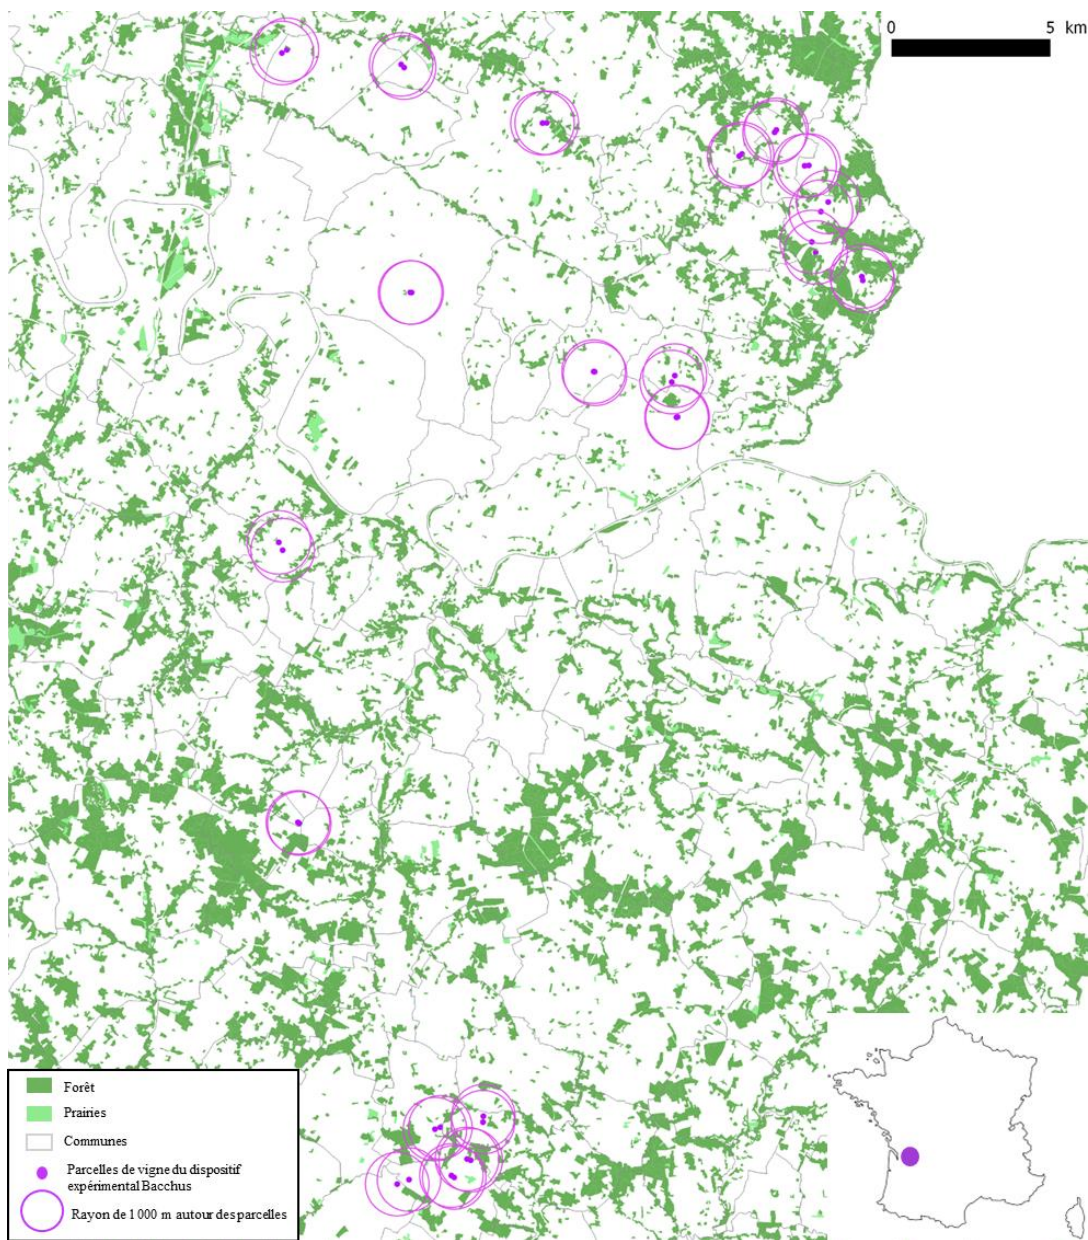 0 5 km
Forêt
Prairies
Communes
Parcelles de vigne du dispositif
expérimental Bacchus
Rayon de 1 000 m autour des parcelles